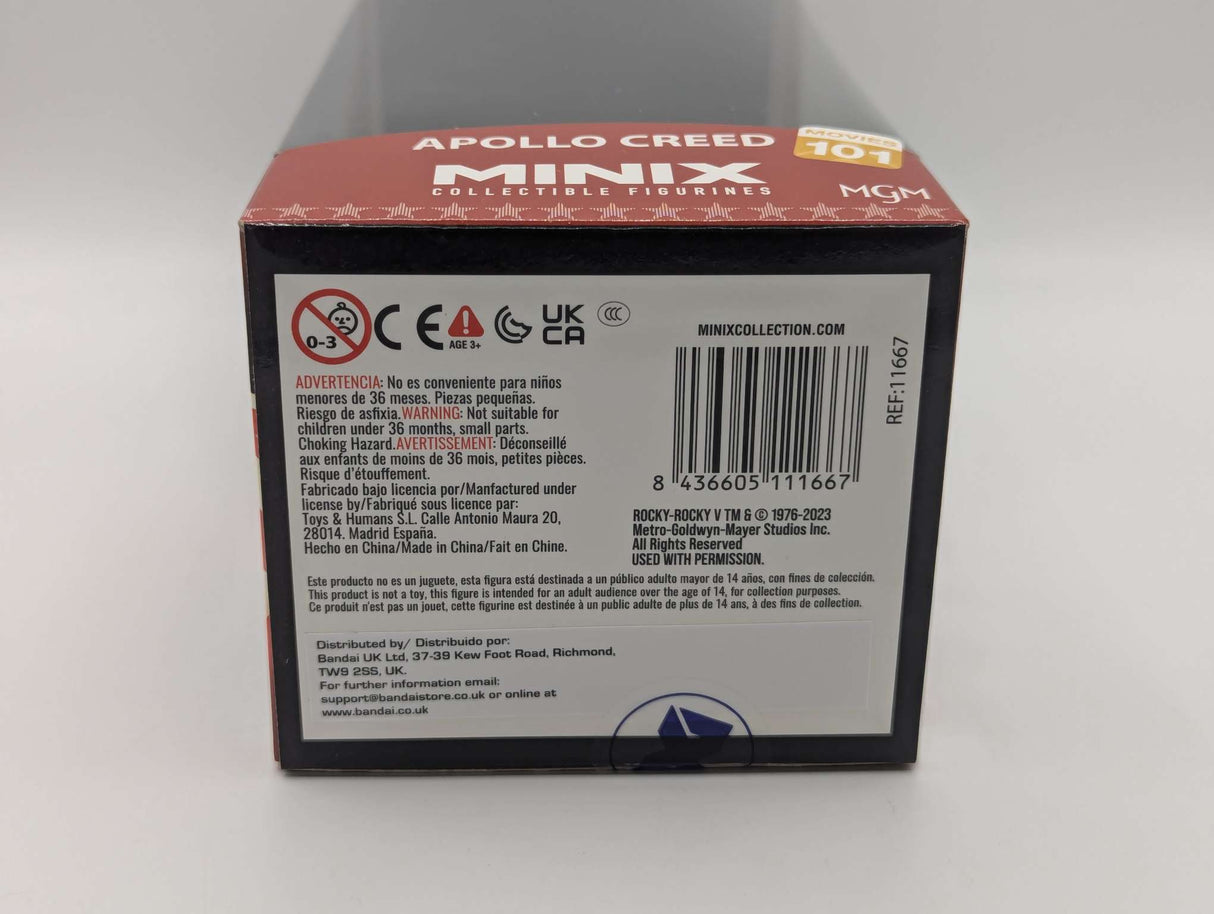 APOLLO CREED
MOVIES
101
MINIX
COLLECTIBLE FIGURINES
MGM
0-3
CE
AGE 3+
UK
CA
CCC
ADVERTENCIA: No es conveniente para niños
menores de 36 meses. Piezas pequeñas.
Riesgo de asfixia.WARNING: Not suitable for
children under 36 months, small parts.
Choking Hazard.AVERTISSEMENT: Déconseillé
aux enfants de moins de 36 mois, petites pièces.
Risque d'étouffement.
Fabricado bajo licencia por/Manfactured under
license by/Fabriqué sous licence par:
Toys & Humans S.L. Calle Antonio Maura 20,
28014. Madrid España.
Hecho en China/Made in China/Fait en Chine.
MINIXCOLLECTION.COM
REF:11667
8 436605 111667
ROCKY-ROCKY V TM & © 1976-2023
Metro-Goldwyn-Mayer Studios Inc.
All Rights Reserved
USED WITH PERMISSION.
Este producto no es un juguete, esta figura está destinada a un público adulto mayor de 14 años, con fines de colección.
This product is not a toy, this figure is intended for an adult audience over the age of 14, for collection purposes.
Ce produit n'est pas un jouet, cette figurine est destinée à un public adulte de plus de 14 ans, à des fins de collection.
Distributed by/ Distribuido por:
Bandai UK Ltd, 37-39 Kew Foot Road, Richmond,
TW9 2SS, UK.
For further information email:
support@bandaistore.co.uk or online at
www.bandai.co.uk